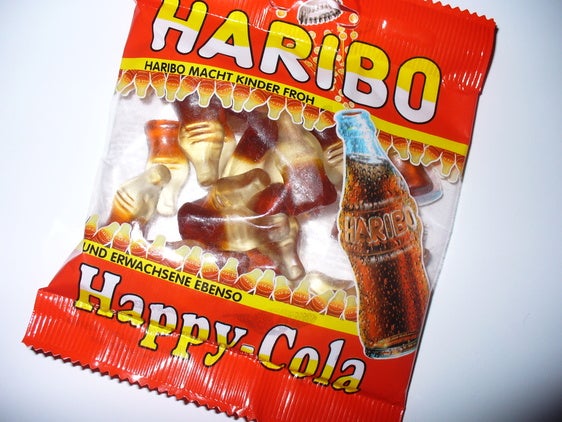 HARIBO
HARIBO MACHT KINDER FROH
HARIBO
UND ERWACHSENE EBENSO
Happy-Cola